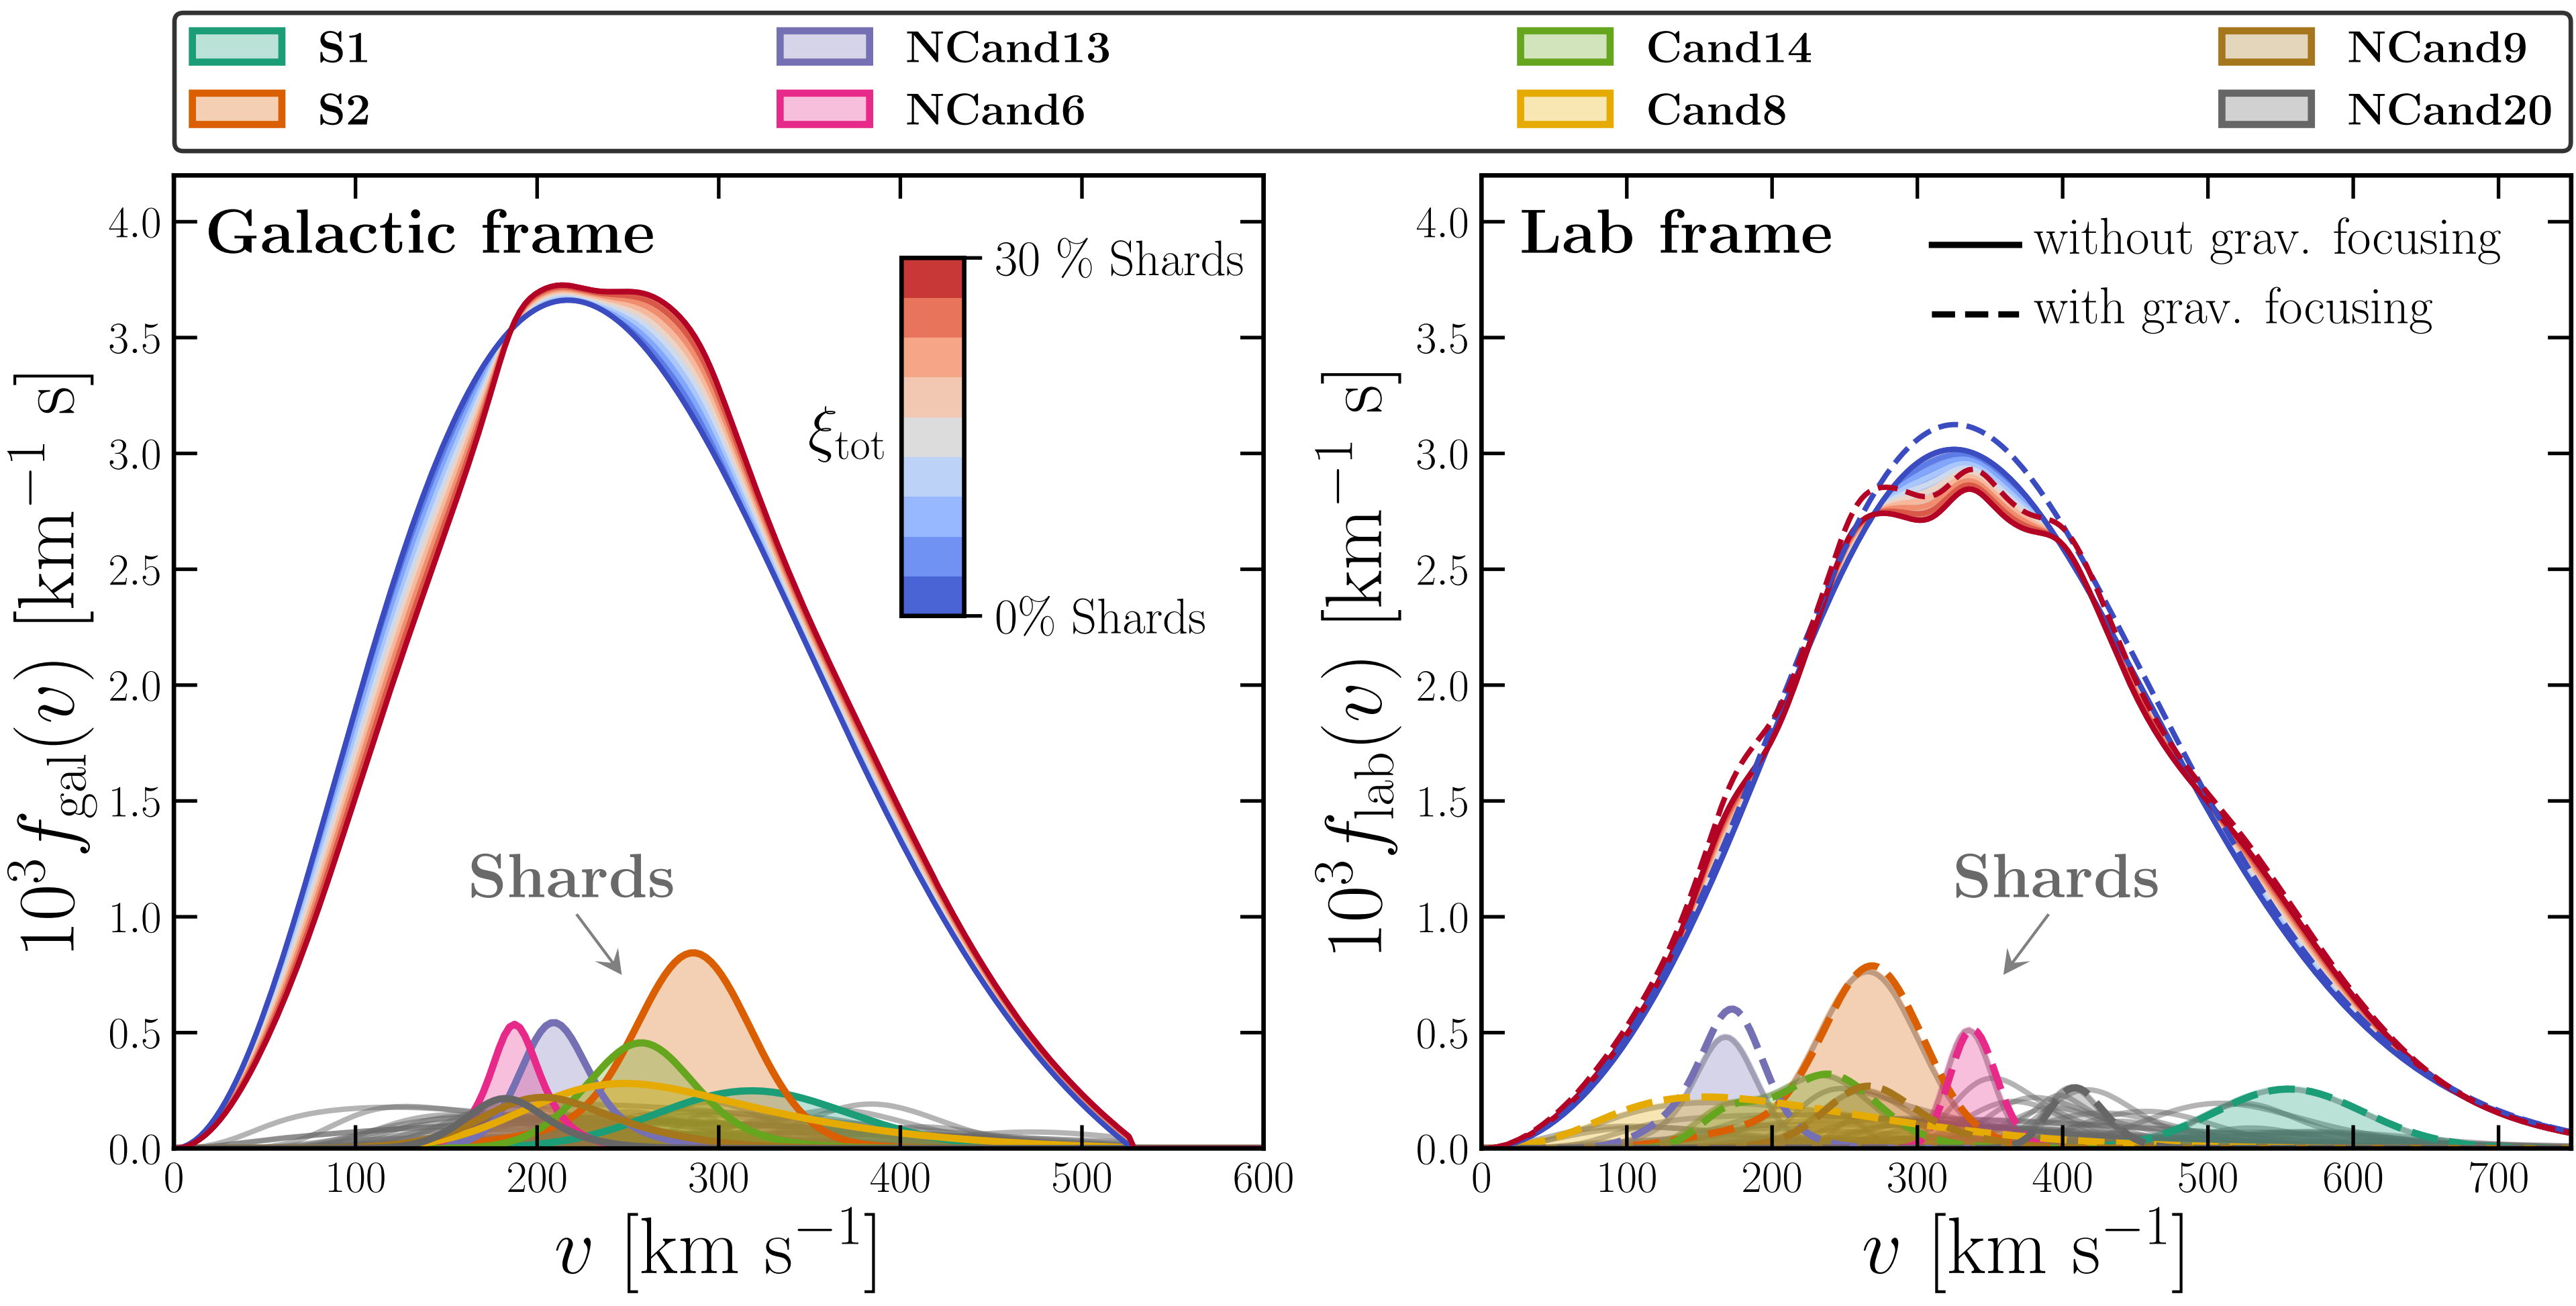 S1 NCand13 Cand14 NCand9
S2 NCand6 Cand8 NCand20
Galactic frame
30 % Shards
ξtot
0% Shards
Shards
10³f_gal(v) [km⁻¹ s]
4.0
3.5
3.0
2.5
2.0
1.5
1.0
0.5
0.0
0 100 200 300 400 500 600
v [km s⁻¹]
Lab frame
without grav. focusing
with grav. focusing
Shards
10³f_lab(v) [km⁻¹ s]
4.0
3.5
3.0
2.5
2.0
1.5
1.0
0.5
0.0
0 100 200 300 400 500 600 700
v [km s⁻¹]